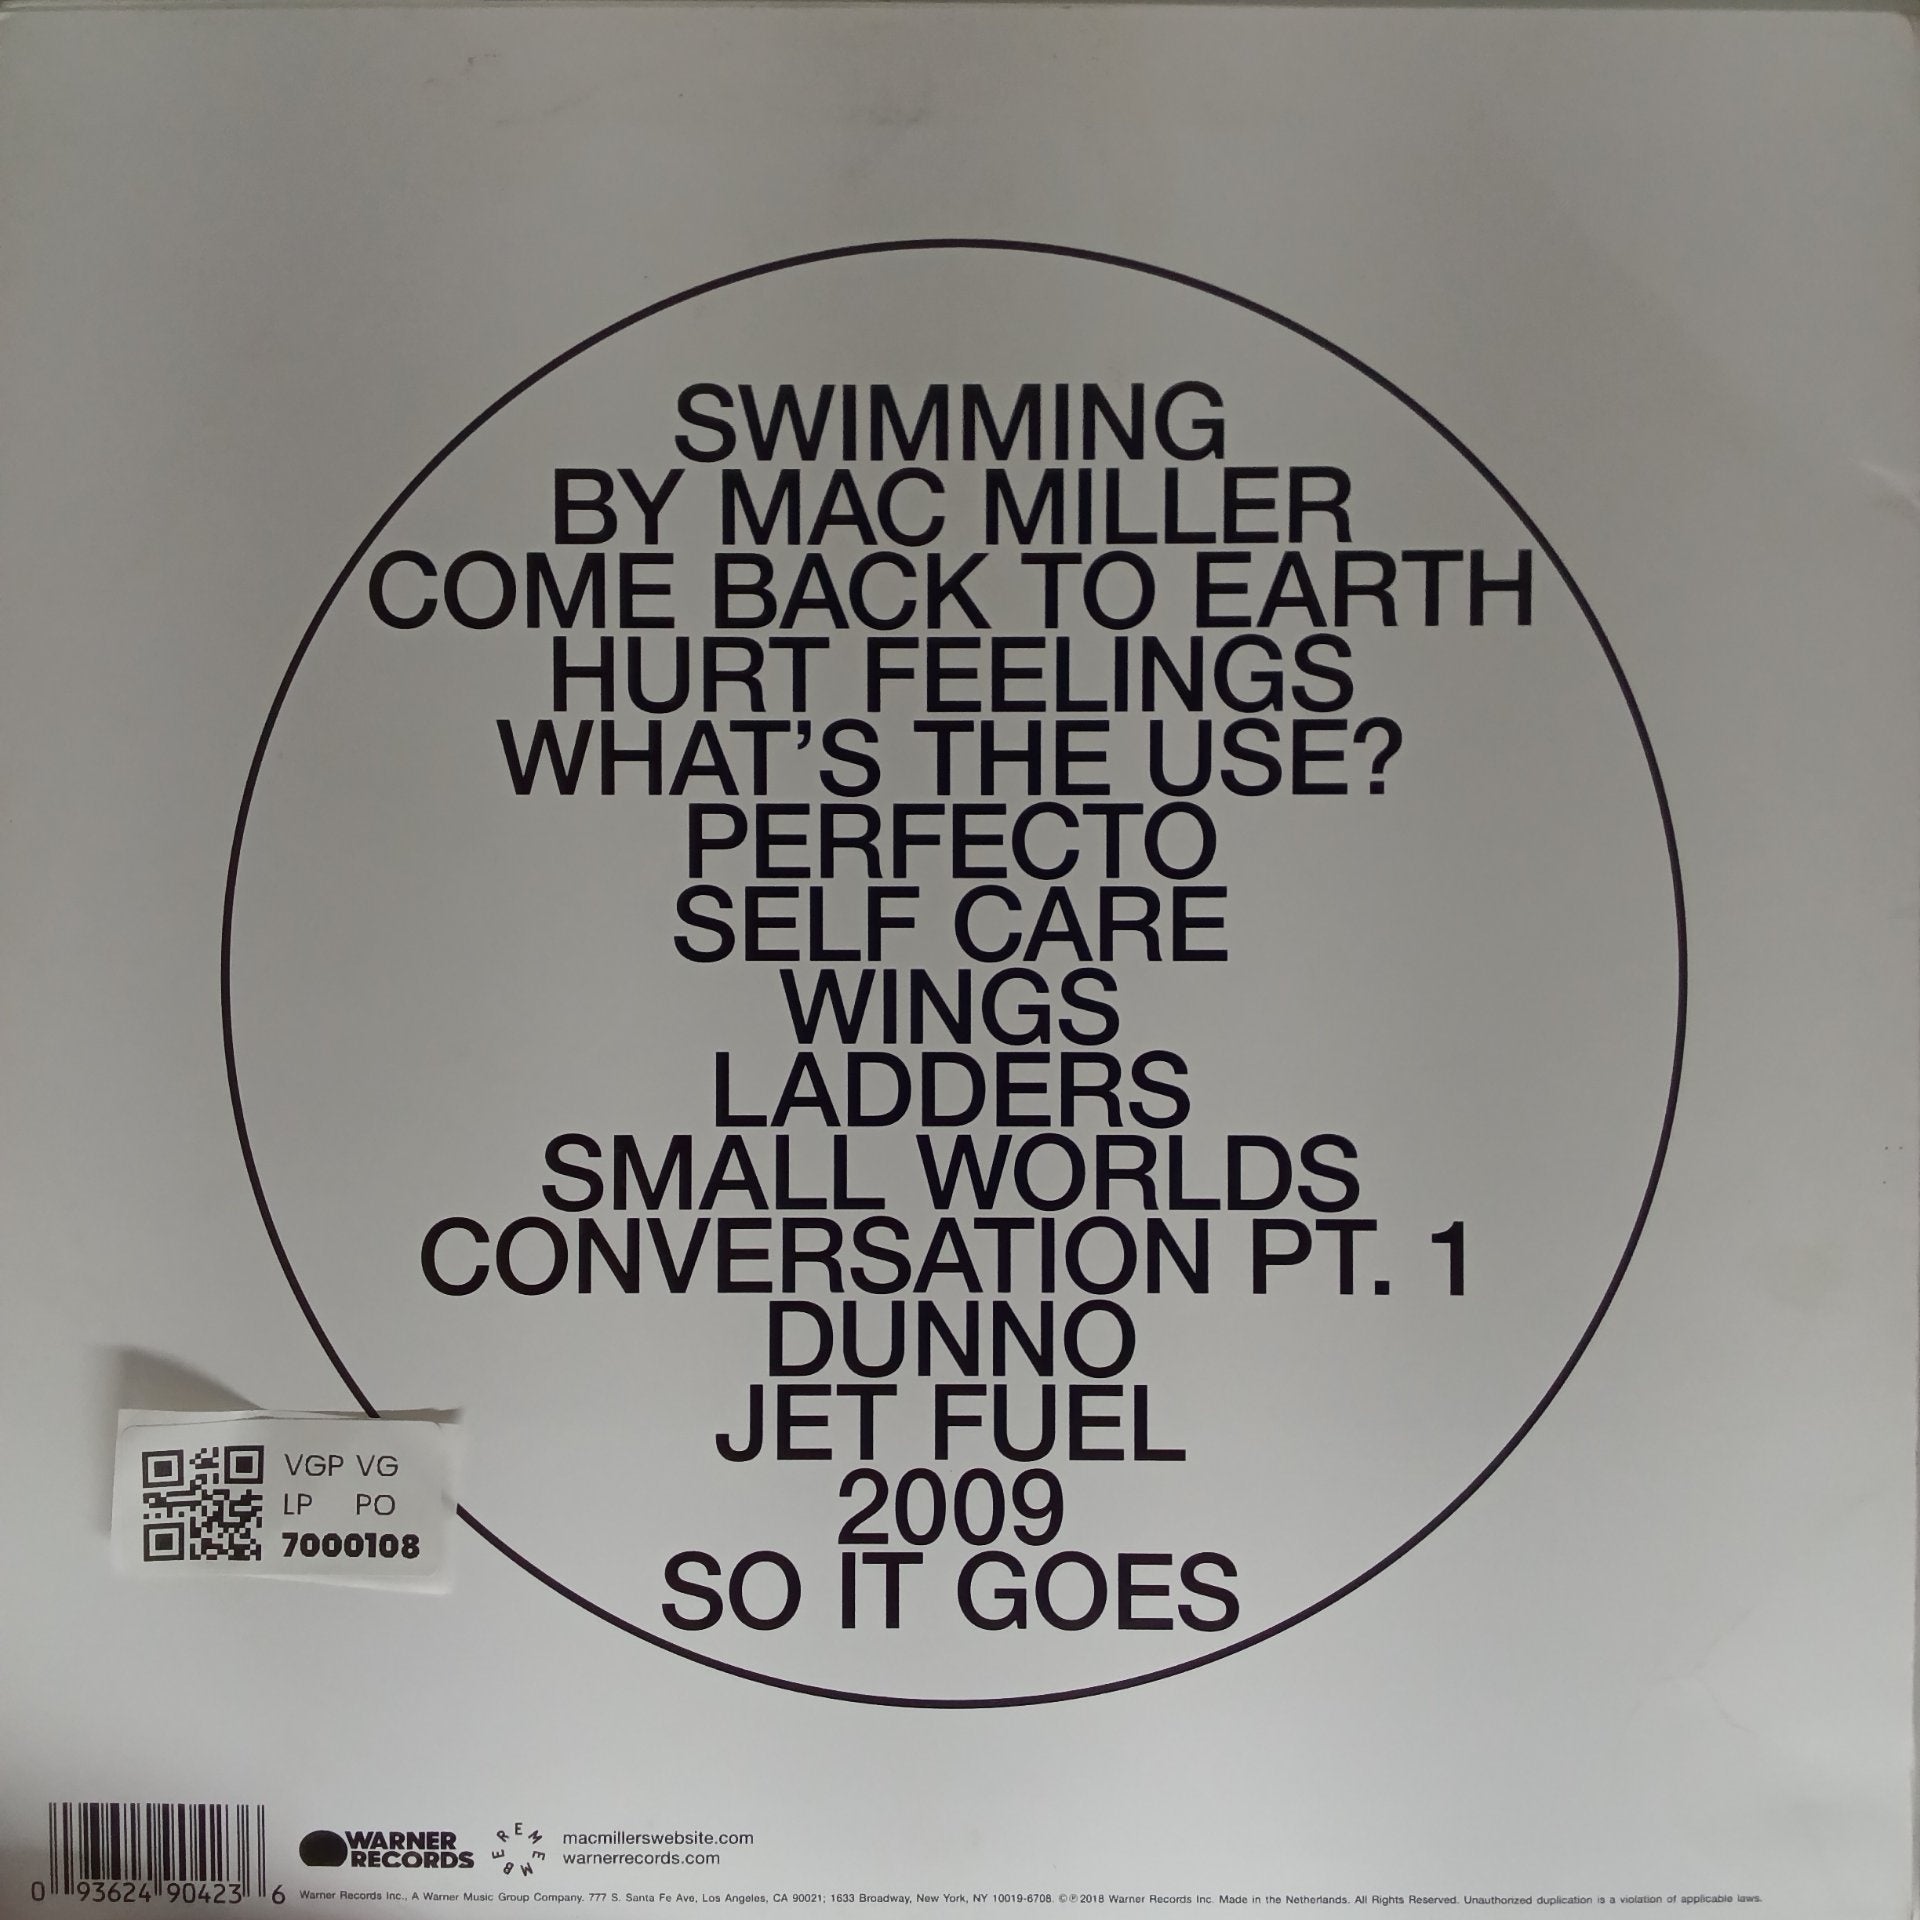 SWIMMING
BY MAC MILLER
COME BACK TO EARTH
HURT FEELINGS
WHAT'S THE USE?
PERFECTO
SELF CARE
WINGS
LADDERS
SMALL WORLDS
CONVERSATION PT. 1
DUNNO
JET FUEL
2009
SO IT GOES
VGP VG
LP PO
7000108
WARNER
RECORDS
REMEMBER
macmillerswebsite.com
warnerrecords.com
0 93624 90423 6
Warner Records Inc., A Warner Music Group Company. 777 S. Santa Fe Ave, Los Angeles, CA 90021; 1633 Broadway, New York, NY 10019-6708. ©℗2018 Warner Records Inc. Made in the Netherlands. All Rights Reserved. Unauthorized duplication is a violation of applicable laws.